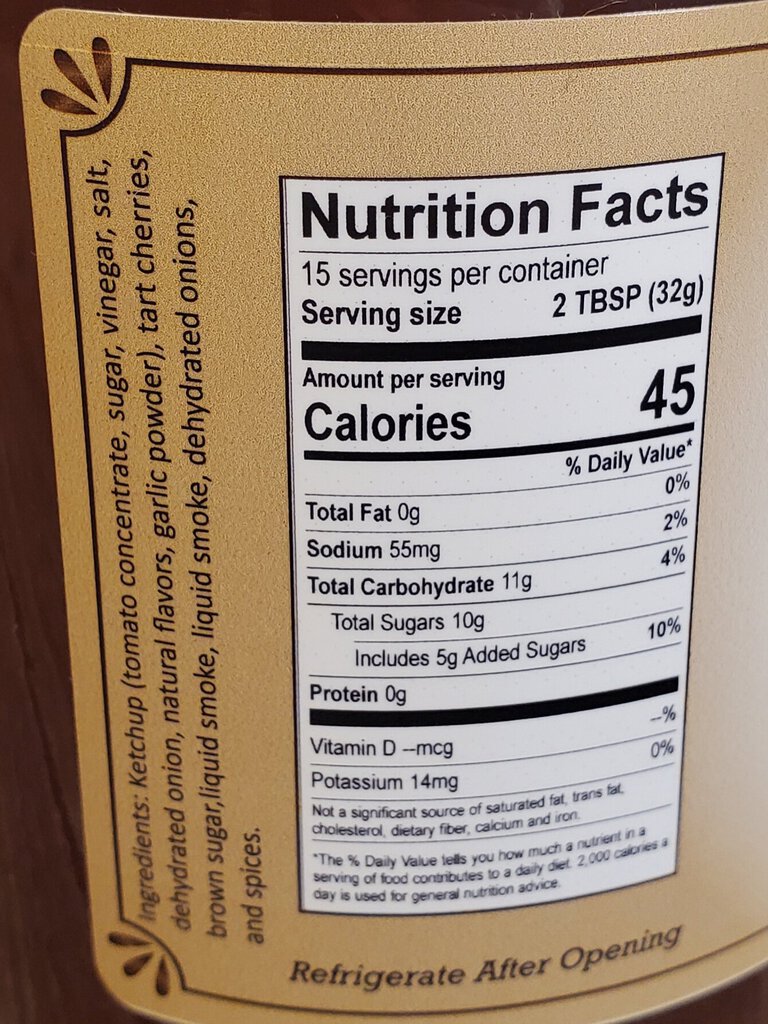 Ingredients: Ketchup (tomato concentrate, sugar, vinegar, salt,
dehydrated onion, natural flavors, garlic powder), tart cherries,
brown sugar,liquid smoke, liquid smoke, dehydrated onions,
and spices.
Nutrition Facts
15 servings per container
Serving size 2 TBSP (32g)
Amount per serving
Calories 45
% Daily Value*
Total Fat 0g 0%
Sodium 55mg 2%
Total Carbohydrate 11g 4%
Total Sugars 10g
Includes 5g Added Sugars 10%
Protein 0g
Vitamin D --mcg --%
Potassium 14mg 0%
Not a significant source of saturated fat, trans fat,
cholesterol, dietary fiber, calcium and iron.
*The % Daily Value tells you how much a nutrient in a
serving of food contributes to a daily diet. 2,000 calories a
day is used for general nutrition advice.
Refrigerate After Opening